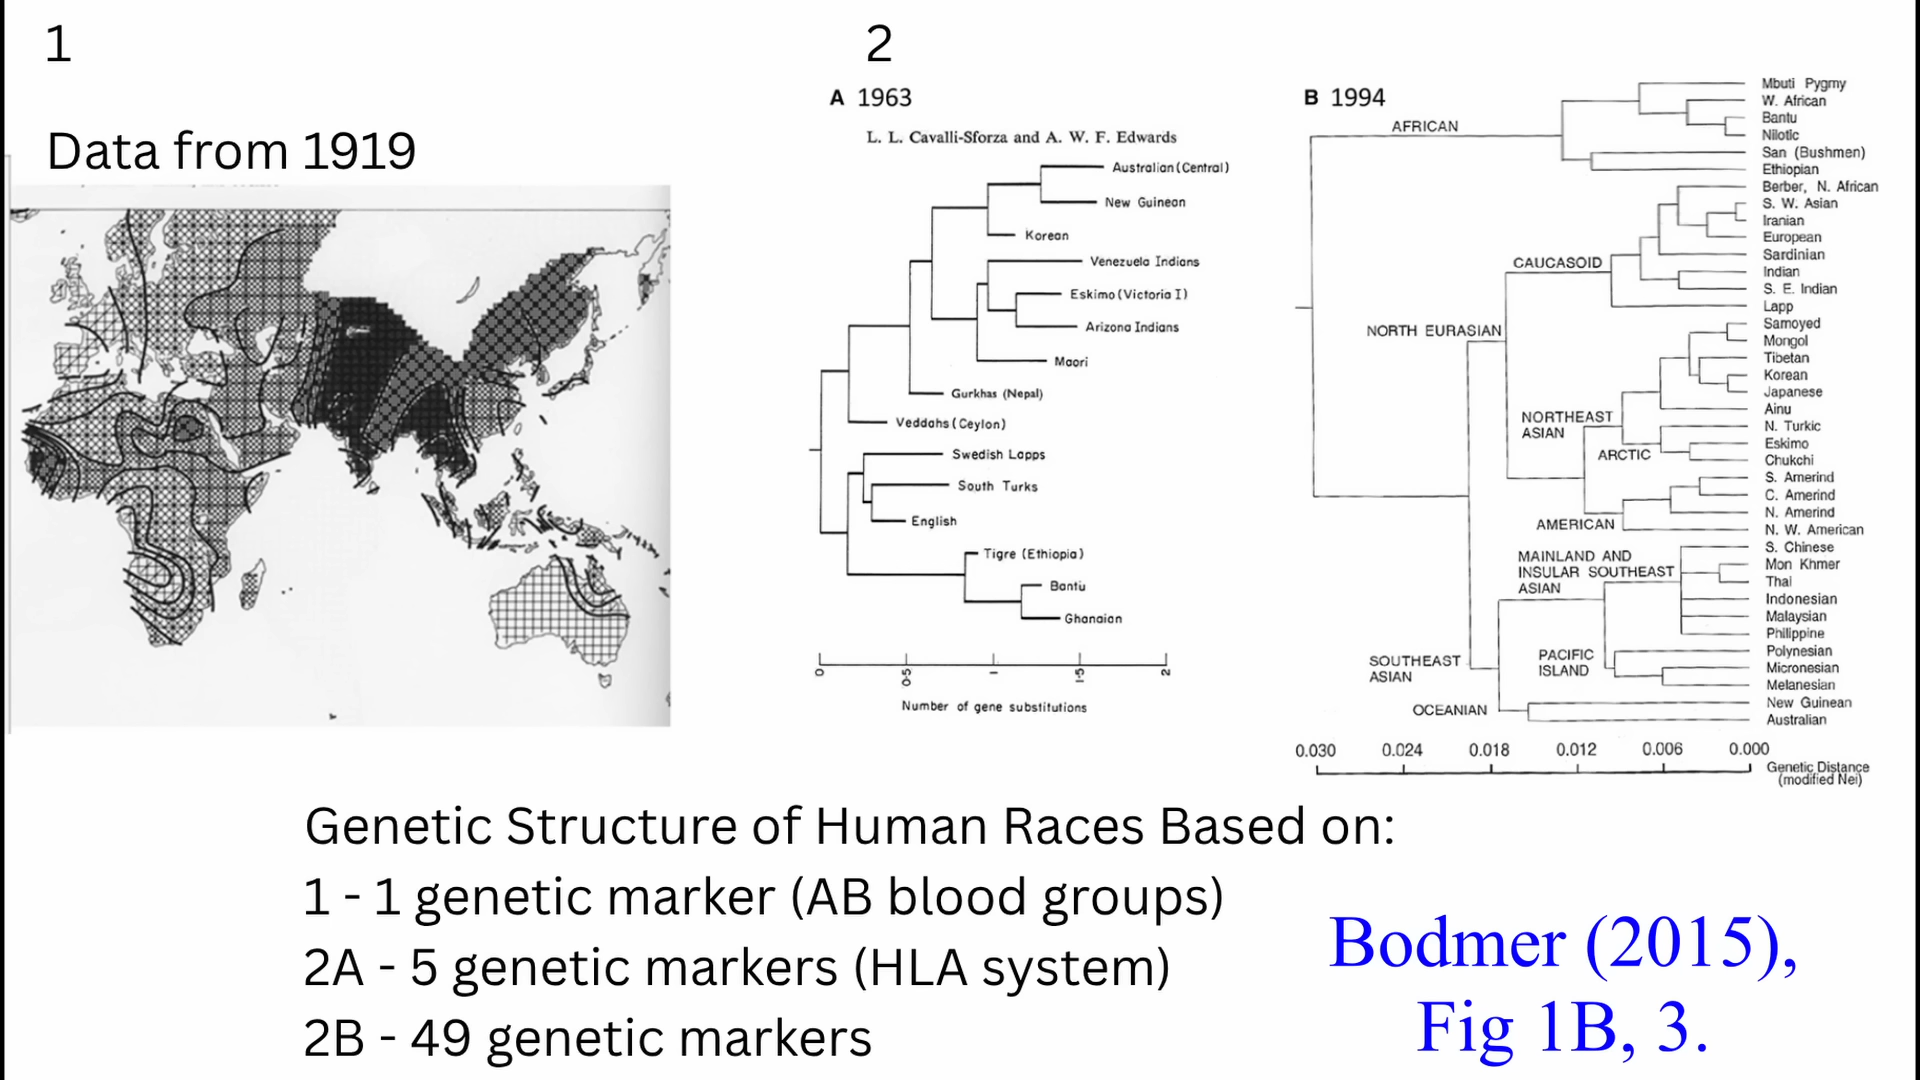 1
Data from 1919
2
A 1963
L. L. Cavalli-Sforza and A. W. F. Edwards
Australian (Central)
New Guinean
Korean
Venezuela Indians
Eskimo (Victoria I)
Arizona Indians
Maori
Gurkhas (Nepal)
Veddahs (Ceylon)
Swedish Lapps
South Turks
English
Tigre (Ethiopia)
Bantu
Ghanaian
0 0·5 1 1·5 2
Number of gene substitutions
B 1994
AFRICAN
CAUCASOID
NORTH EURASIAN
NORTHEAST
ASIAN
ARCTIC
AMERICAN
MAINLAND AND
INSULAR SOUTHEAST
ASIAN
SOUTHEAST
ASIAN
PACIFIC
ISLAND
OCEANIAN
Mbuti Pygmy
W. African
Bantu
Nilotic
San (Bushmen)
Ethiopian
Berber, N. African
S. W. Asian
Iranian
European
Sardinian
Indian
S. E. Indian
Lapp
Samoyed
Mongol
Tibetan
Korean
Japanese
Ainu
N. Turkic
Eskimo
Chukchi
S. Amerind
C. Amerind
N. Amerind
N. W. American
S. Chinese
Mon Khmer
Thai
Indonesian
Malaysian
Philippine
Polynesian
Micronesian
Melanesian
New Guinean
Australian
0.030 0.024 0.018 0.012 0.006 0.000
Genetic Distance
(modified Nei)
Genetic Structure of Human Races Based on:
1 - 1 genetic marker (AB blood groups)
2A - 5 genetic markers (HLA system)
2B - 49 genetic markers
Bodmer (2015),
Fig 1B, 3.